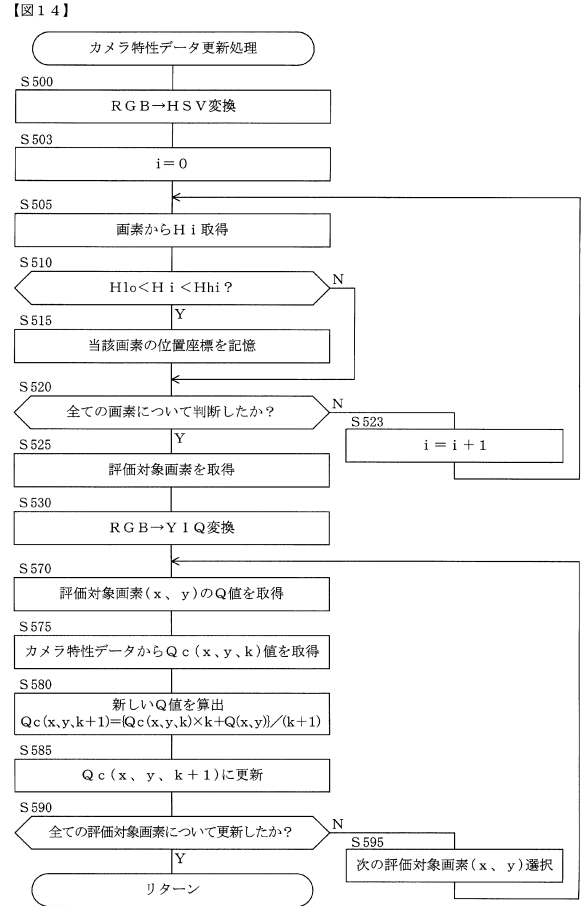 【図１４】
カメラ特性データ更新処理
Ｓ500
ＲＧＢ→ＨＳＶ変換
Ｓ503
ｉ＝０
Ｓ505
画素からＨｉ取得
Ｓ510
Ｈlo＜Ｈｉ＜Ｈhi？
N
Y
Ｓ515
当該画素の位置座標を記憶
Ｓ520
全ての画素について判断したか？
N
Y
Ｓ523
ｉ＝ｉ＋１
Ｓ525
評価対象画素を取得
Ｓ530
ＲＧＢ→ＹＩＱ変換
Ｓ570
評価対象画素(ｘ、ｙ)のＱ値を取得
Ｓ575
カメラ特性データからＱｃ(ｘ、ｙ、ｋ)値を取得
Ｓ580
新しいＱ値を算出
Ｑｃ(x､y､k＋1)＝{Ｑｃ(x､y､k)×k＋Ｑ(x､y)}／(k＋1)
Ｓ585
Ｑｃ(ｘ、ｙ、ｋ＋１)に更新
Ｓ590
全ての評価対象画素について更新したか？
N
Y
Ｓ595
次の評価対象画素(ｘ、ｙ)選択
リターン